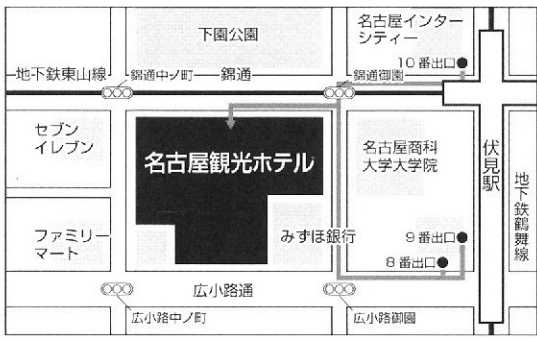 下園公園
名古屋インター
シティー
10番出口
地下鉄東山線
錦通中ノ町
錦通
錦通御園
セブン
イレブン
名古屋観光ホテル
名古屋商科
大学大学院
伏見駅
地下鉄鶴舞線
ファミリー
マート
みずほ銀行
9番出口
8番出口
広小路通
広小路中ノ町
広小路御園